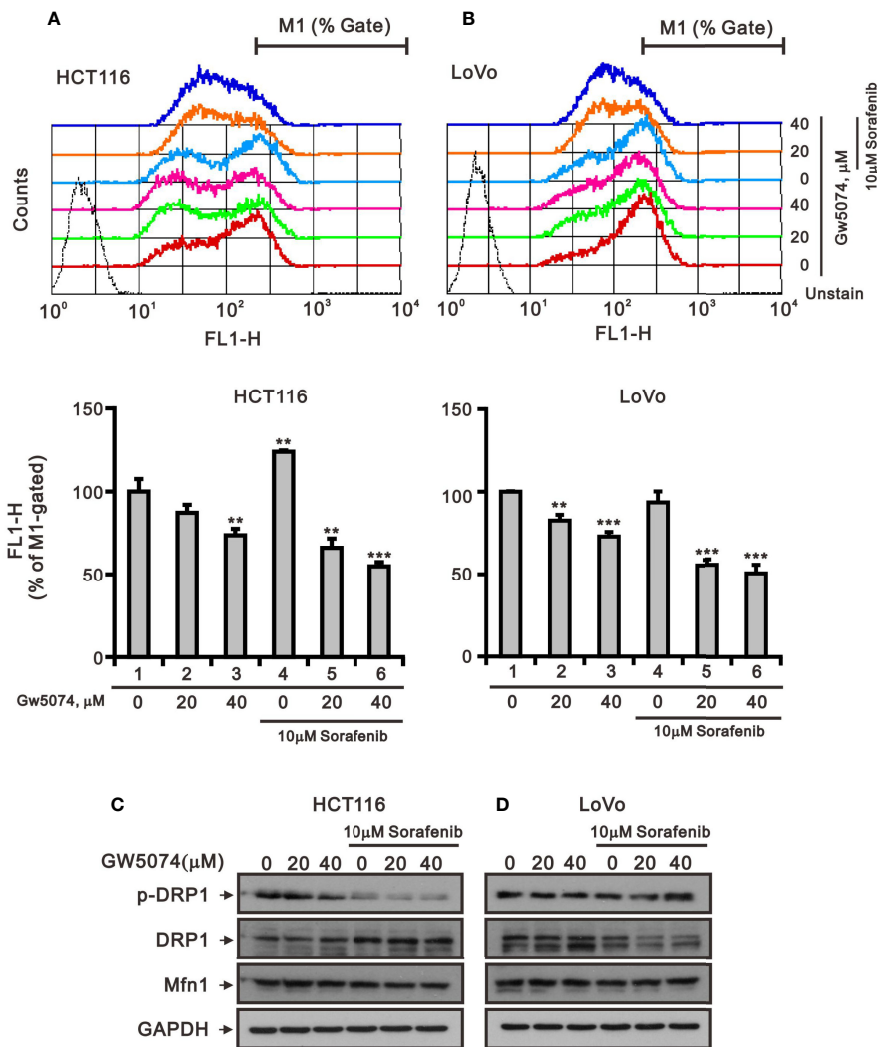 A
M1 (% Gate)
HCT116
Counts
10⁰ 10¹ 10² 10³ 10⁴
FL1-H
B
M1 (% Gate)
LoVo
40
20
0
40
20
0
Unstain
Gw5074, µM
10µM Sorafenib
10⁰ 10¹ 10² 10³ 10⁴
FL1-H
HCT116
FL1-H
(% of M1-gated)
150
100
50
0
** ** ** ***
1 2 3 4 5 6
Gw5074, µM 0 20 40 0 20 40
10µM Sorafenib
LoVo
150
100
50
0
** *** *** ***
1 2 3 4 5 6
0 20 40 0 20 40
10µM Sorafenib
C
HCT116
10µM Sorafenib
GW5074(µM) 0 20 40 0 20 40
p-DRP1
DRP1
Mfn1
GAPDH
D
LoVo
10µM Sorafenib
0 20 40 0 20 40